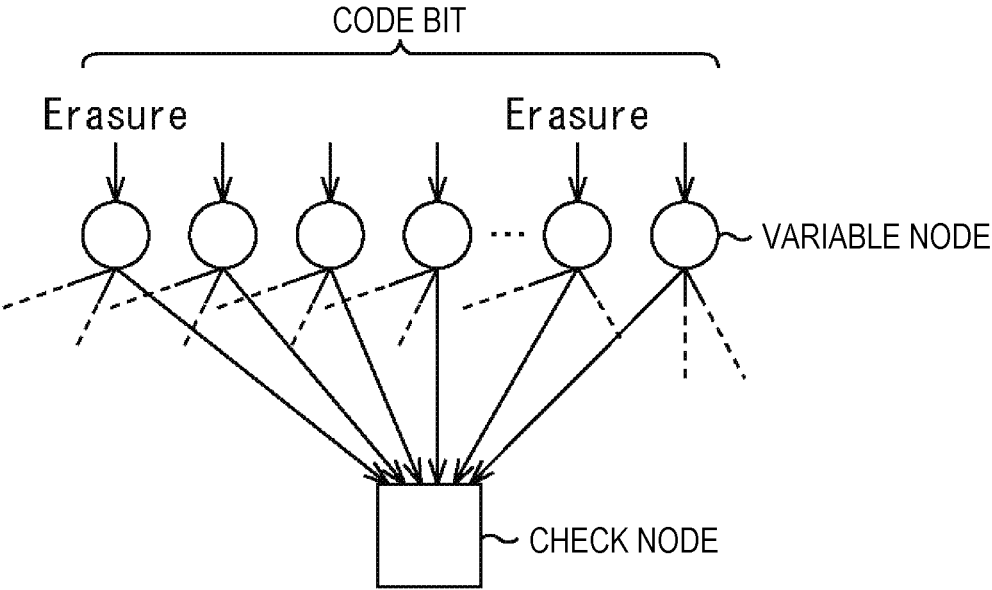 CODE BIT
Erasure
Erasure
...
VARIABLE NODE
CHECK NODE